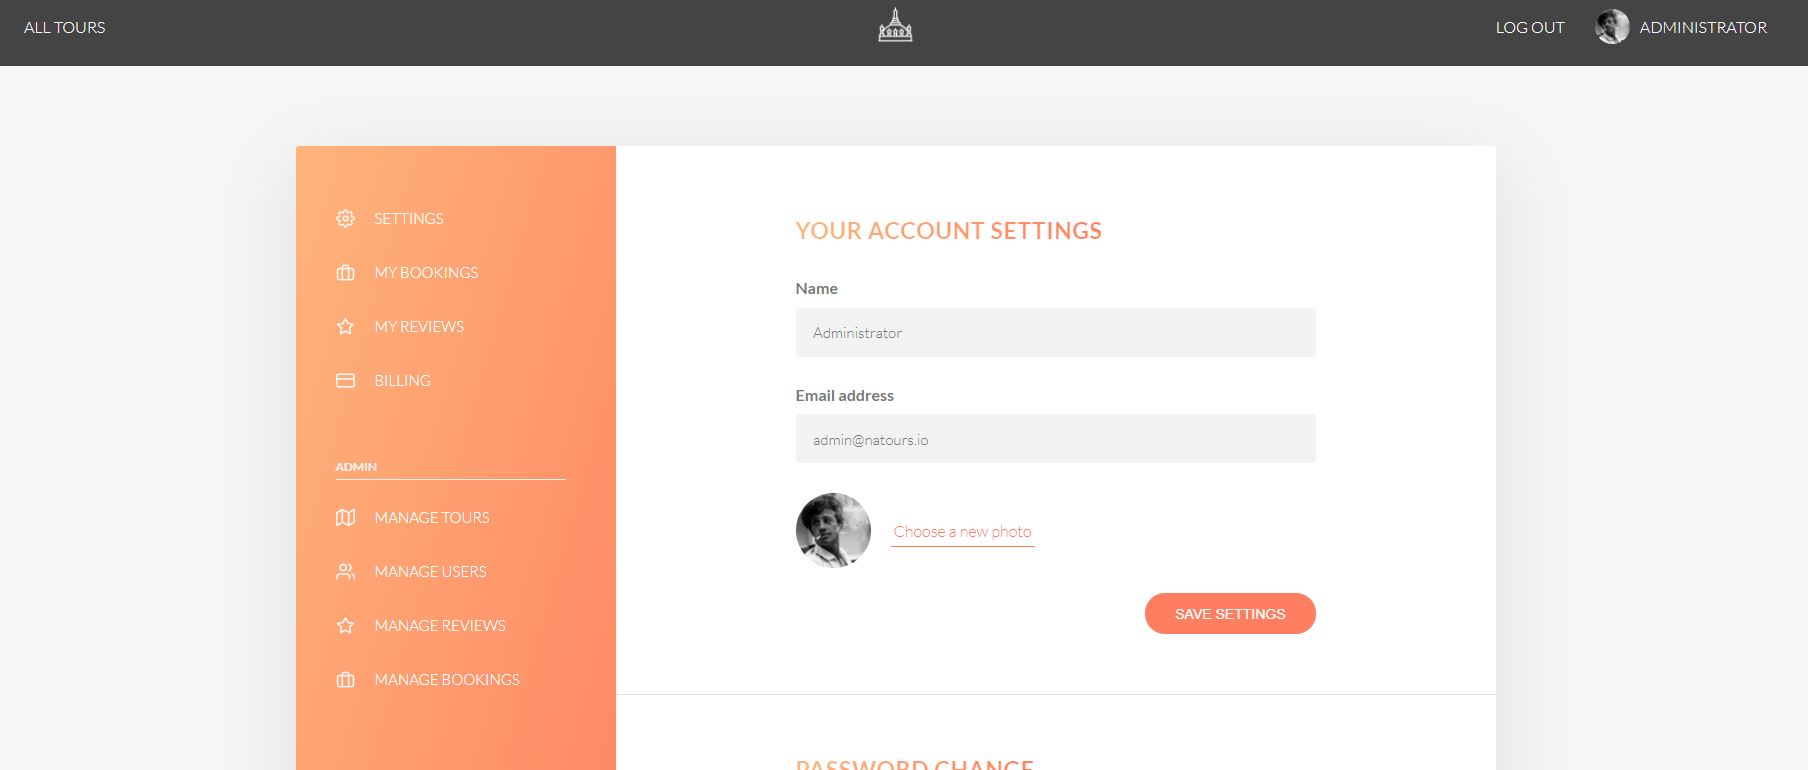 ALL TOURS
LOG OUT
ADMINISTRATOR
SETTINGS
MY BOOKINGS
MY REVIEWS
BILLING
ADMIN
MANAGE TOURS
MANAGE USERS
MANAGE REVIEWS
MANAGE BOOKINGS
YOUR ACCOUNT SETTINGS
Name
Administrator
Email address
admin@natours.io
Choose a new photo
SAVE SETTINGS
PASSWORD CHANGE